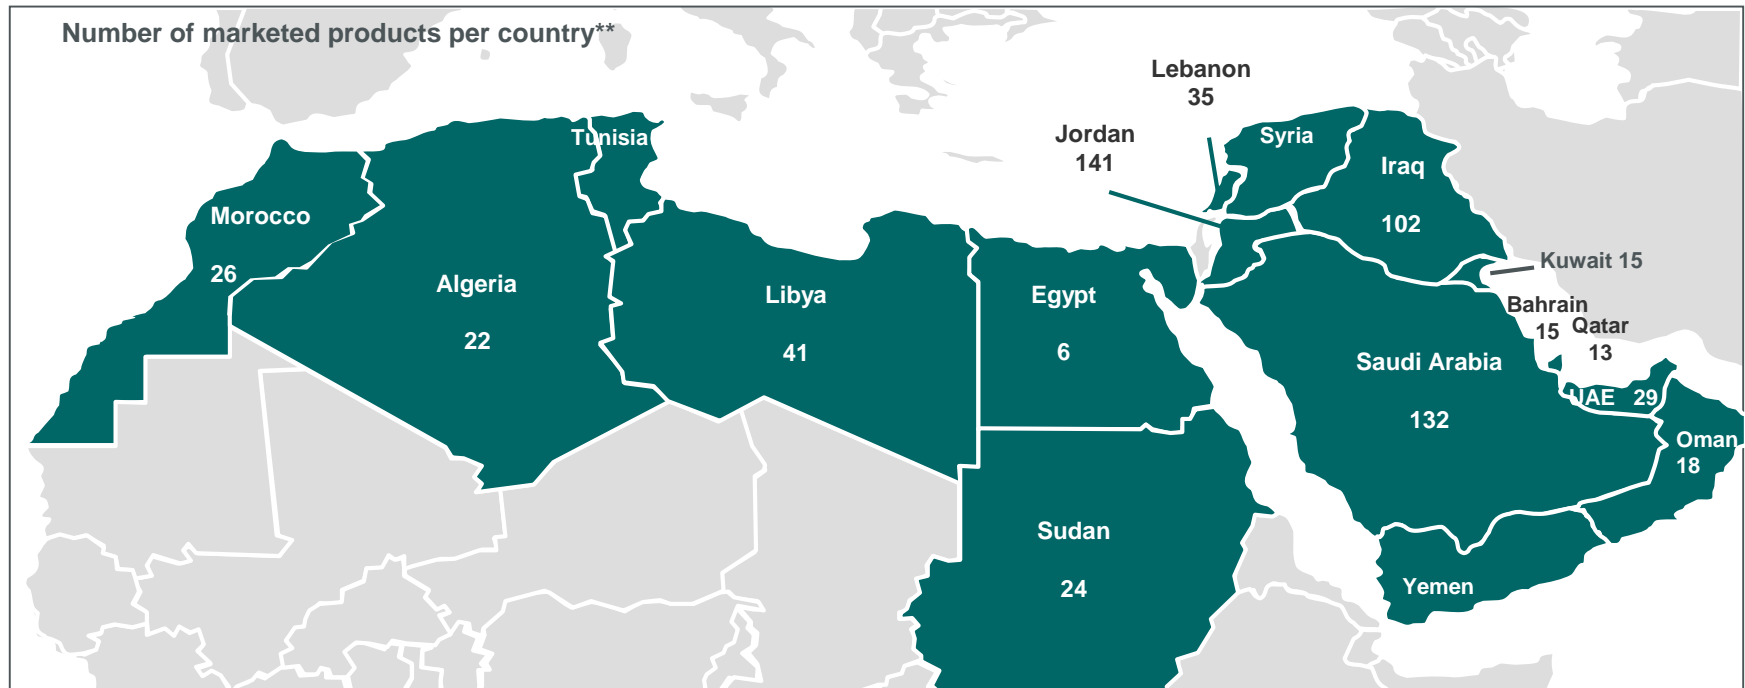 Number of marketed products per country**
Lebanon
35
Jordan
141
Tunisia
Syria
Iraq
102
Morocco
26
Algeria
22
Libya
41
Egypt
6
Kuwait 15
Bahrain
15
Qatar
13
Saudi Arabia
132
UAE 29
Oman
18
Sudan
24
Yemen